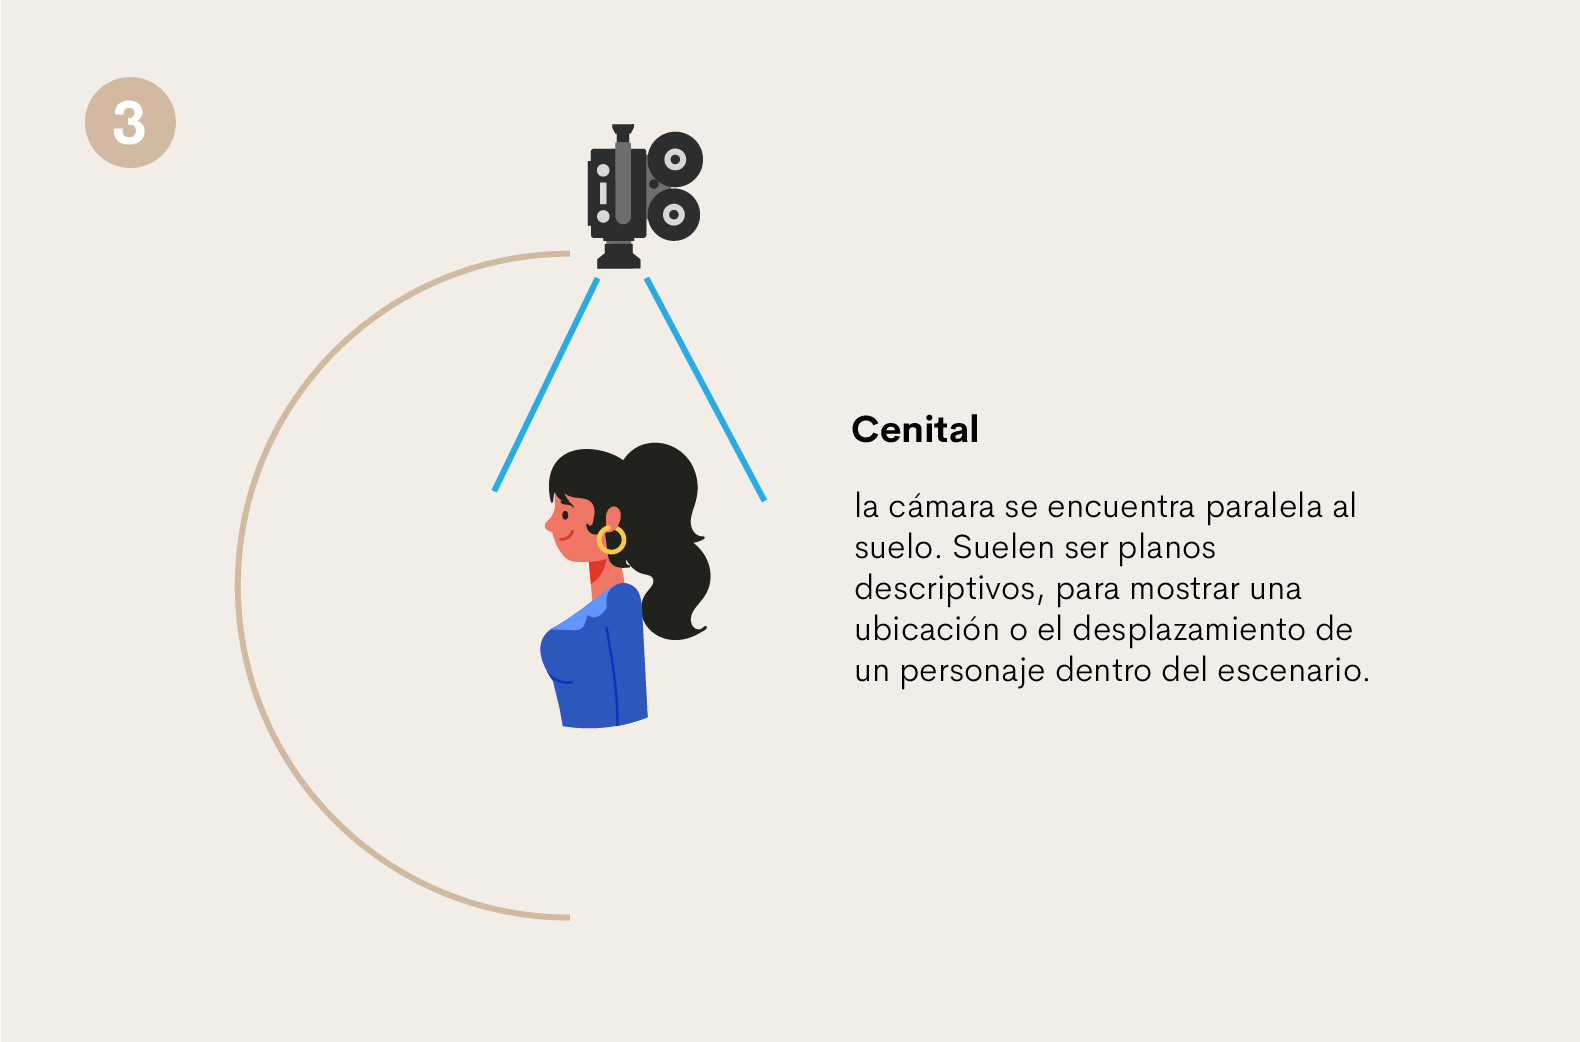 3
Cenital
la cámara se encuentra paralela al
suelo. Suelen ser planos
descriptivos, para mostrar una
ubicación o el desplazamiento de
un personaje dentro del escenario.